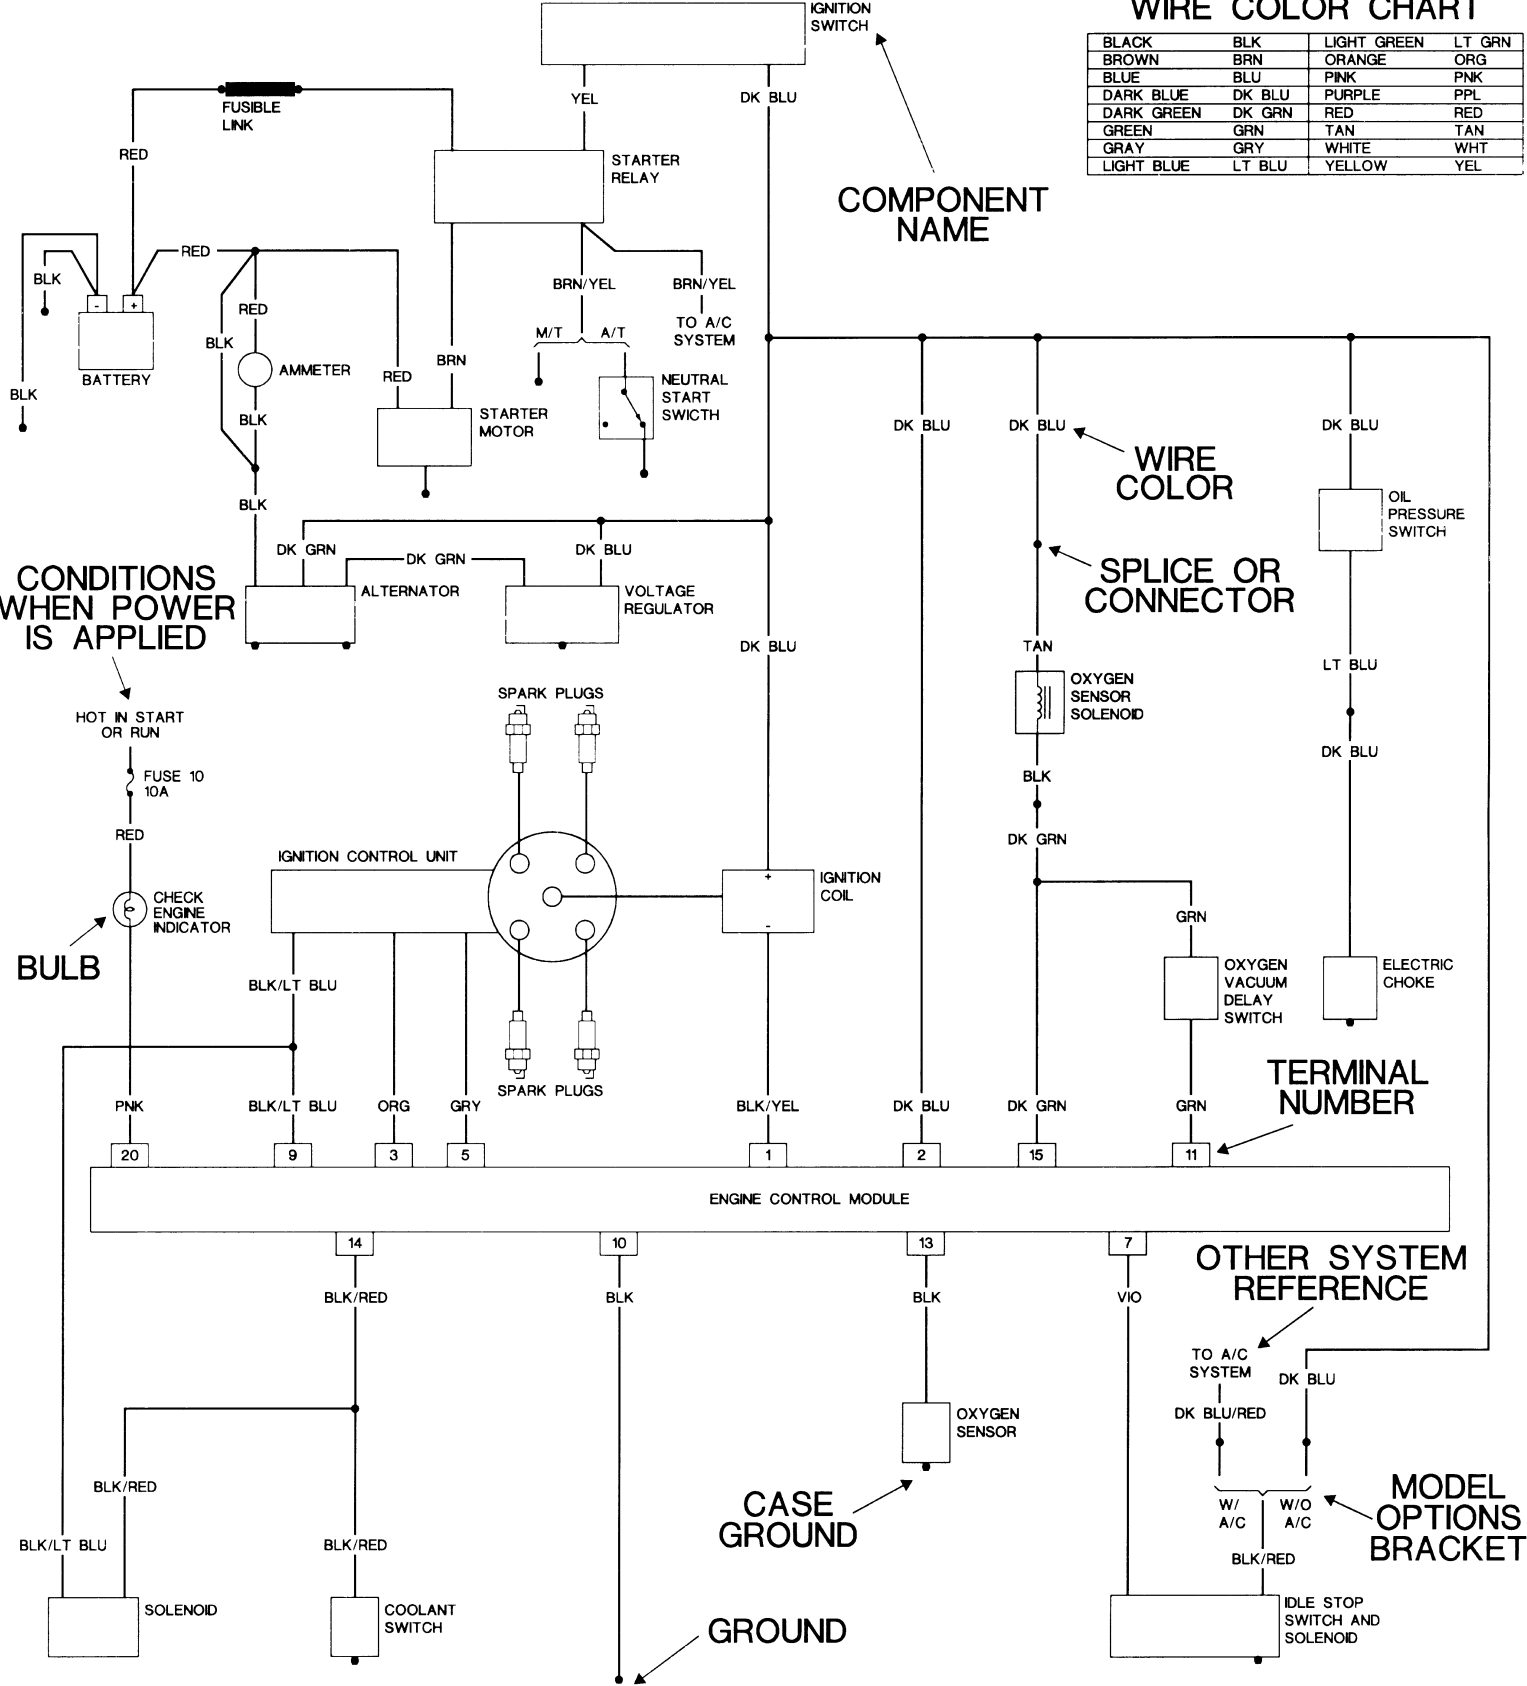 WIRE COLOR CHART
BLACK BLK LIGHT GREEN LT GRN
BROWN BRN ORANGE ORG
BLUE BLU PINK PNK
DARK BLUE DK BLU PURPLE PPL
DARK GREEN DK GRN RED RED
GREEN GRN TAN TAN
GRAY GRY WHITE WHT
LIGHT BLUE LT BLU YELLOW YEL
IGNITION
SWITCH
YEL
DK BLU
FUSIBLE
LINK
RED
STARTER
RELAY
COMPONENT
NAME
RED
BLK
BLK
- +
BATTERY
RED
BLK
AMMETER
BLK
BLK
RED
BRN
STARTER
MOTOR
BRN/YEL
BRN/YEL
TO A/C
SYSTEM
M/T A/T
NEUTRAL
START
SWICTH
DK BLU
DK BLU
DK BLU
WIRE
COLOR
OIL
PRESSURE
SWITCH
DK GRN
DK GRN
DK BLU
ALTERNATOR
VOLTAGE
REGULATOR
SPLICE OR
CONNECTOR
CONDITIONS
WHEN POWER
IS APPLIED
DK BLU
TAN
LT BLU
OXYGEN
SENSOR
SOLENOID
SPARK PLUGS
HOT IN START
OR RUN
FUSE 10
10A
RED
DK BLU
BLK
DK GRN
IGNITION CONTROL UNIT
+
-
IGNITION
COIL
CHECK
ENGINE
INDICATOR
BULB
GRN
BLK/LT BLU
OXYGEN
VACUUM
DELAY
SWITCH
ELECTRIC
CHOKE
SPARK PLUGS
TERMINAL
NUMBER
PNK
BLK/LT BLU
ORG
GRY
BLK/YEL
DK BLU
DK GRN
GRN
20 9 3 5 1 2 15 11
ENGINE CONTROL MODULE
14 10 13 7
BLK/RED
BLK
BLK
VIO
OTHER SYSTEM
REFERENCE
TO A/C
SYSTEM
DK BLU
DK BLU/RED
OXYGEN
SENSOR
BLK/RED
CASE
GROUND
W/
A/C
W/O
A/C
MODEL
OPTIONS
BRACKET
BLK/LT BLU
BLK/RED
BLK/RED
SOLENOID
COOLANT
SWITCH
GROUND
IDLE STOP
SWITCH AND
SOLENOID